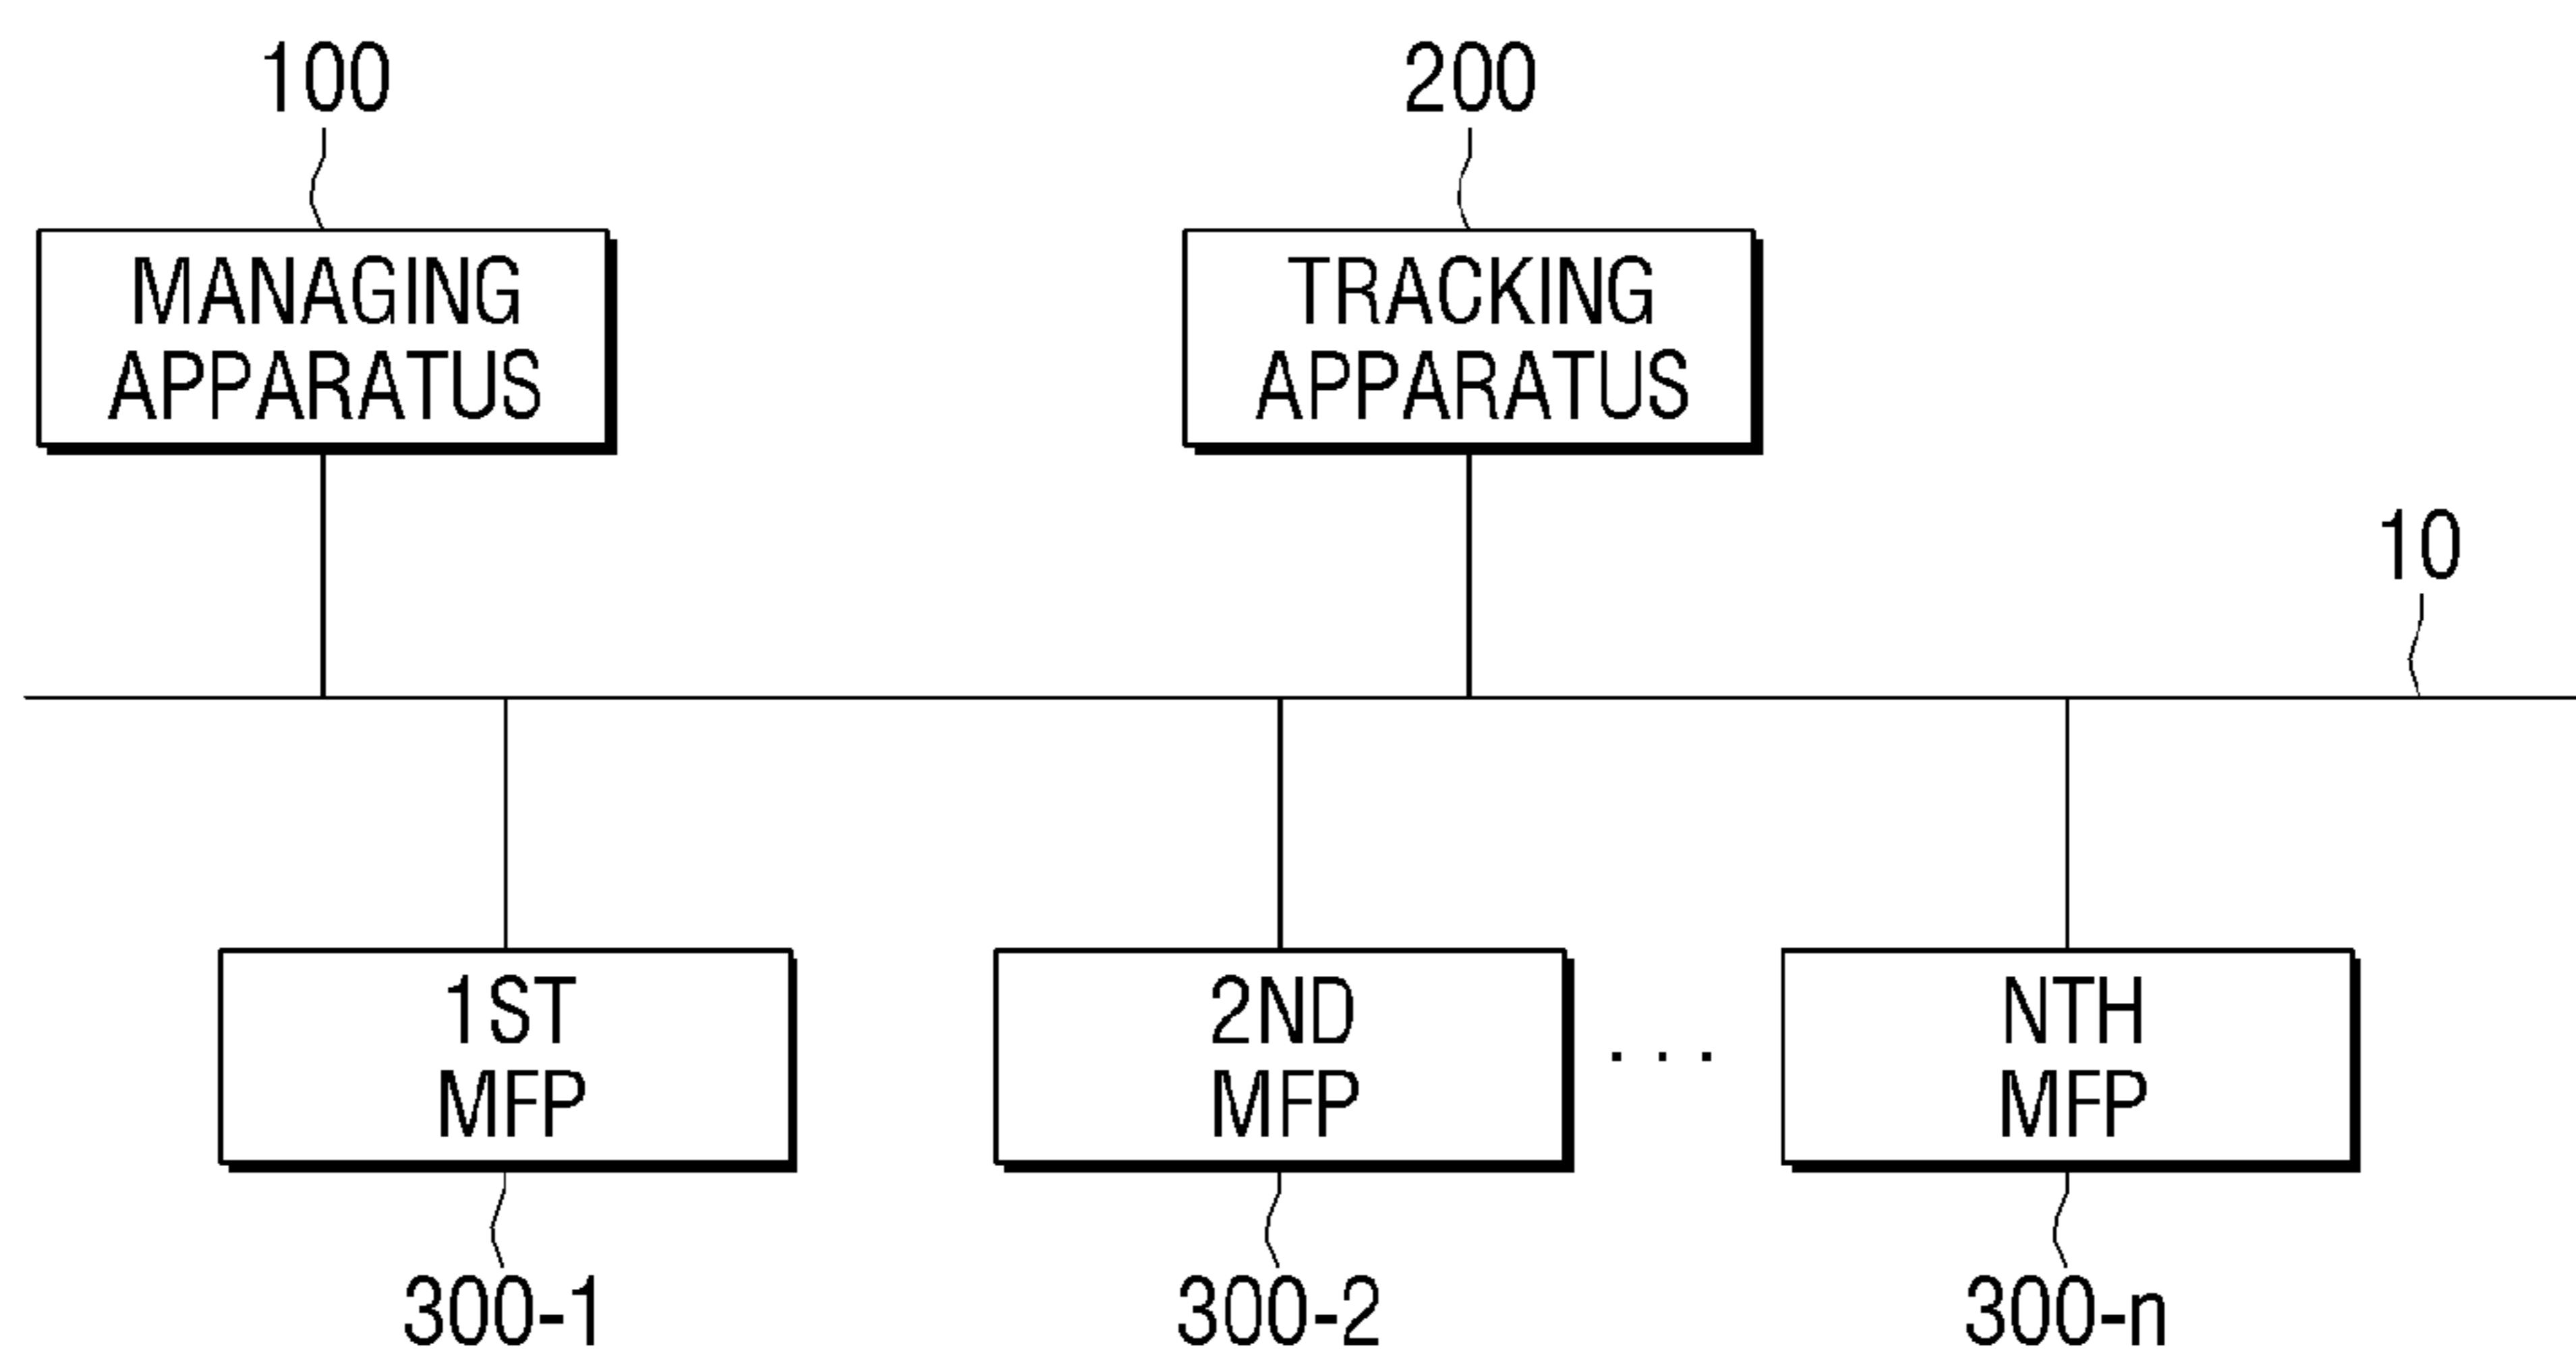 100
200
MANAGING
APPARATUS
TRACKING
APPARATUS
10
1ST
MFP
2ND
MFP
. . .
NTH
MFP
300-1
300-2
300-n